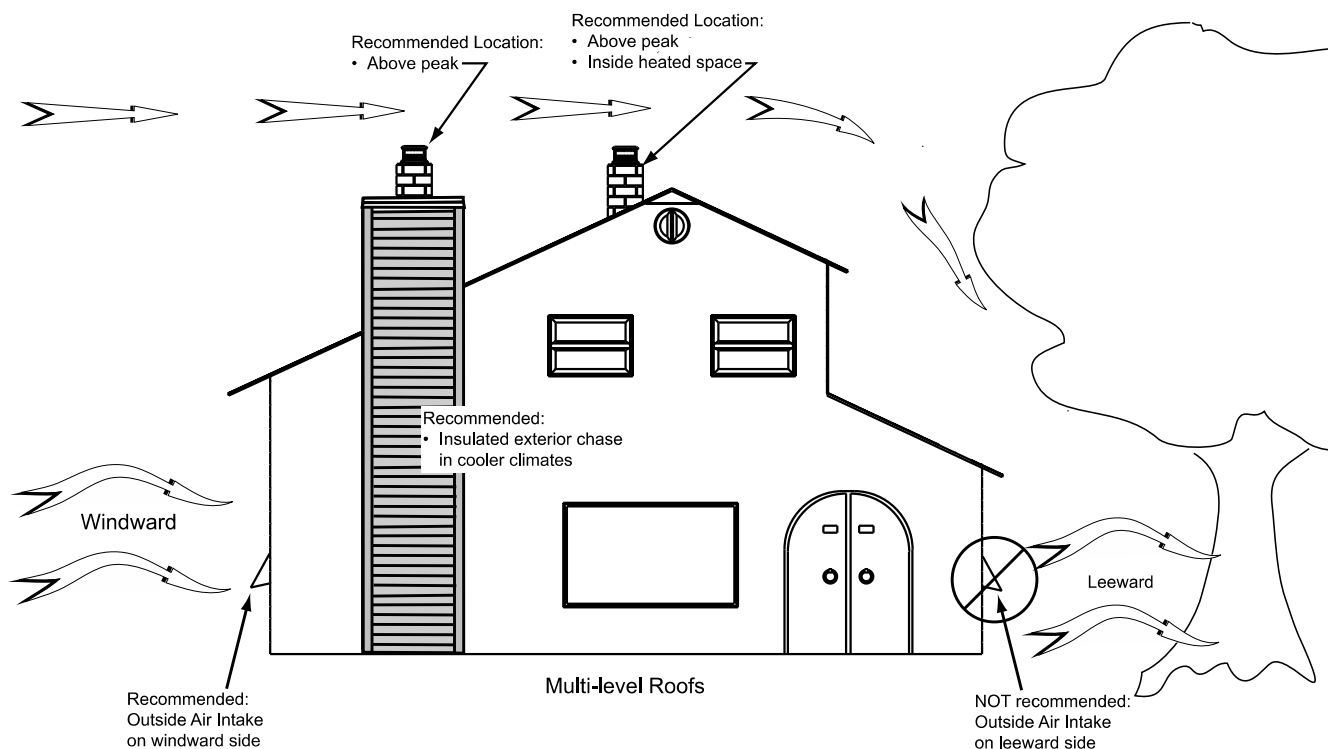 Recommended Location:
• Above peak
Recommended Location:
• Above peak
• Inside heated space
Recommended:
• Insulated exterior chase
in cooler climates
Windward
Leeward
Recommended:
Outside Air Intake
on windward side
Multi-level Roofs
NOT recommended:
Outside Air Intake
on leeward side